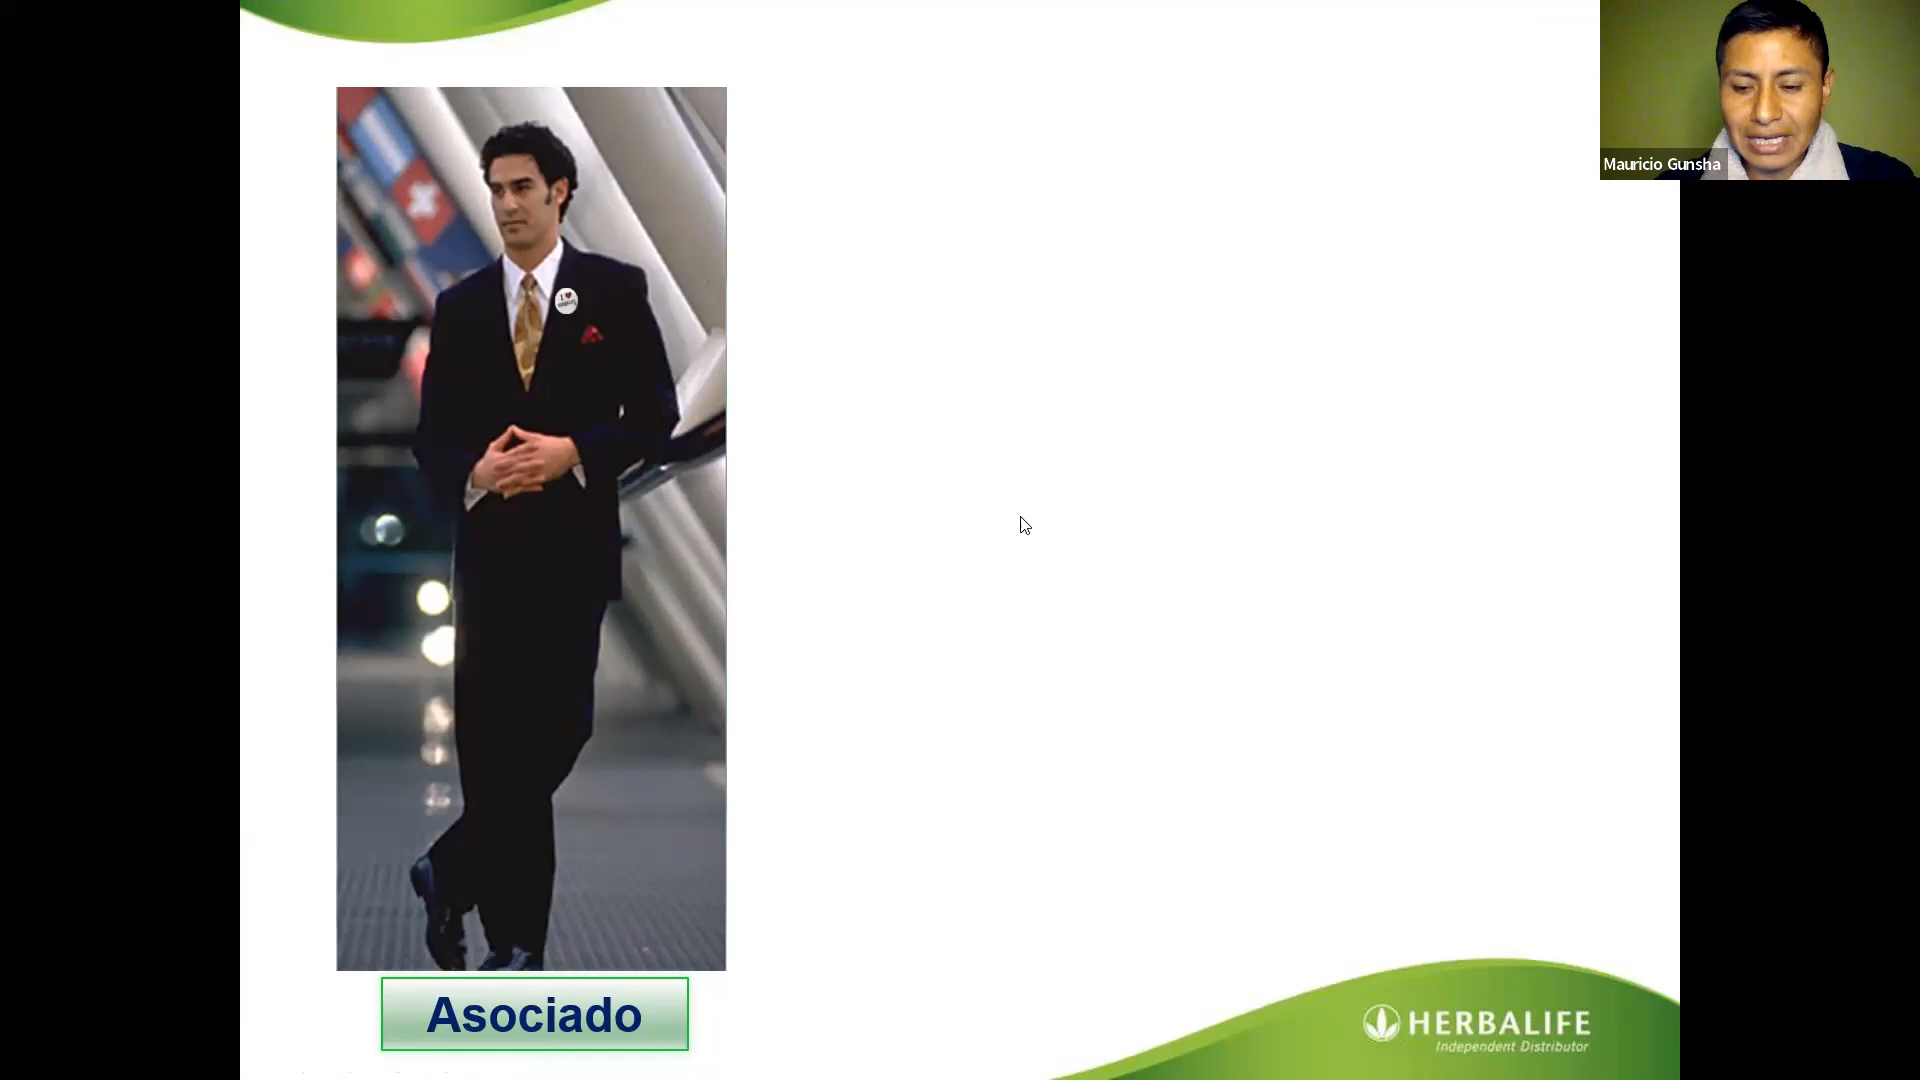 Mauricio Gunsha
I
Asociado
HERBALIFE
Independent Distributor